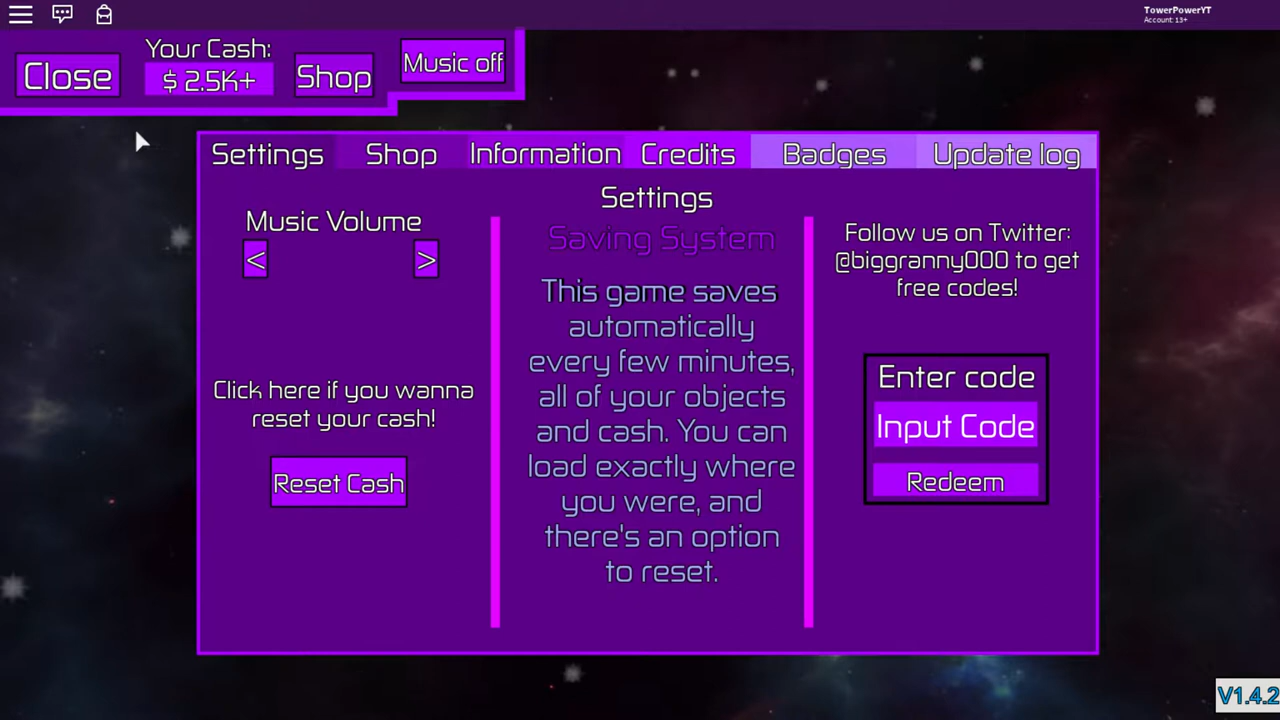 TowerPowerYT
Account: 13+
Close
Your Cash:
$ 2.5K+
Shop
Music off
Settings
Shop
Information
Credits
Badges
Update log
Settings
Music Volume
<
>
Click here if you wanna
reset your cash!
Reset Cash
Saving System
This game saves
automatically
every few minutes,
all of your objects
and cash. You can
load exactly where
you were, and
there's an option
to reset.
Follow us on Twitter:
@biggranny000 to get
free codes!
Enter code
Input Code
Redeem
V1.4.2